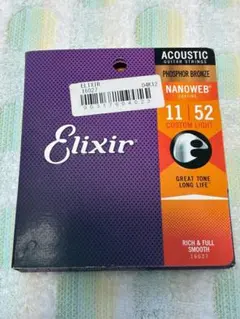 ACOUSTIC
GUITAR STRINGS
PHOSPHOR BRONZE
NANOWEB®
COATING
11 52
CUSTOM LIGHT
GREAT TONE
LONG LIFE™
RICH & FULL
SMOOTH
16027
ELIXIR
16027
Elixir